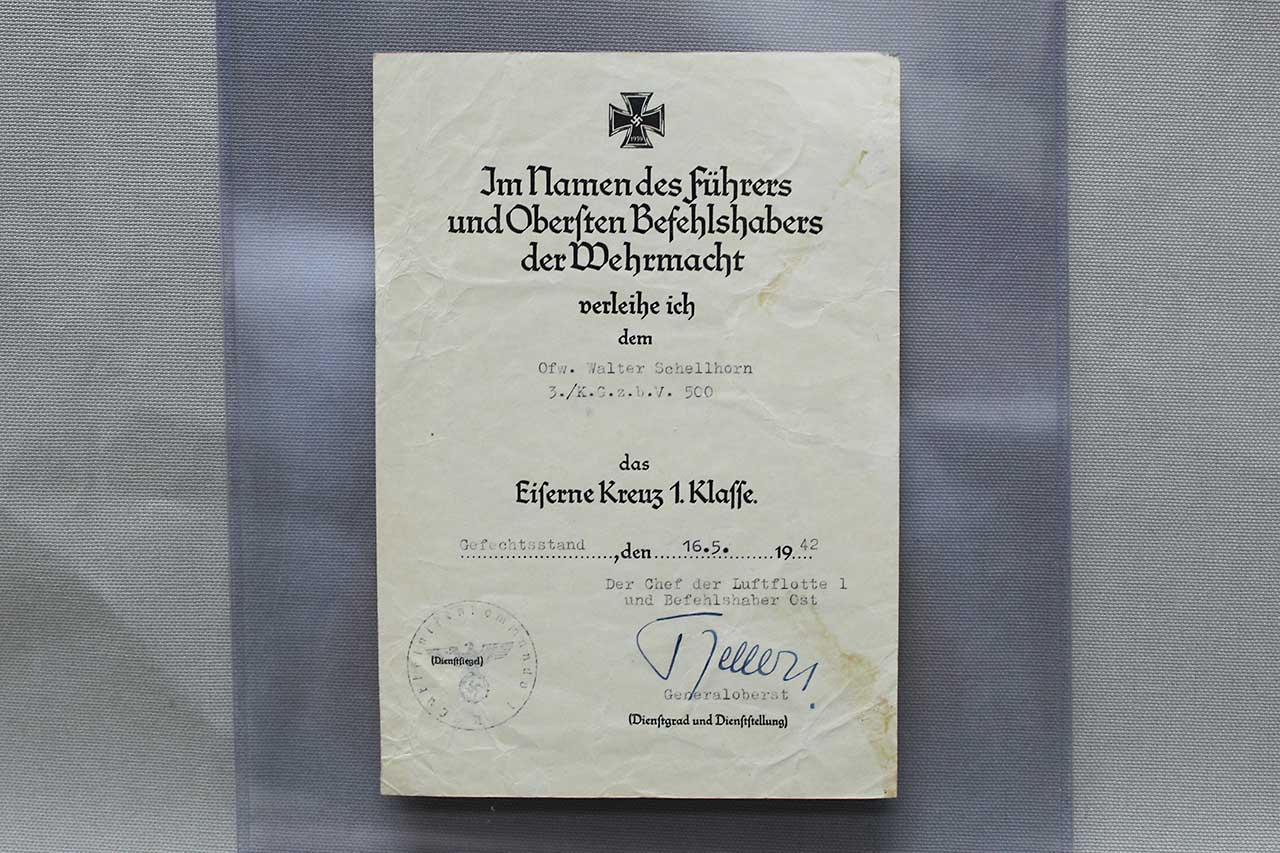 1939
Im Namen des Führers
und Oberſten Befehlshabers
der Wehrmacht
verleihe ich
dem
Ofw. Walter Schellhorn
3./K.G.z.b.V. 500
das
Eiſerne Kreuz 1. Klaſſe.
Gefechtsstand, den 16.5. 1942
Der Chef der Luftflotte 1
und Befehlshaber Ost
Generaloberst
(Dienſtgrad und Dienſtſtellung)
(Dienſtſiegel)